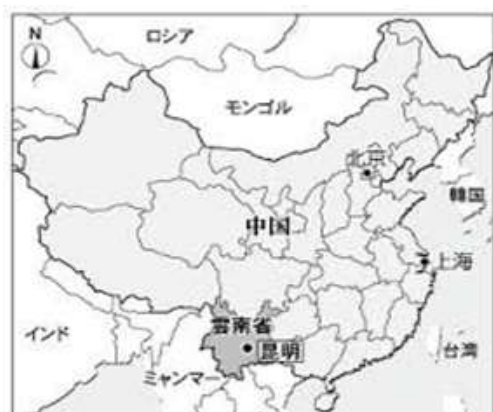 ロシア
N
モンゴル
北京
韓国
中国
上海
雲南省
インド
昆明
台湾
ミャンマー